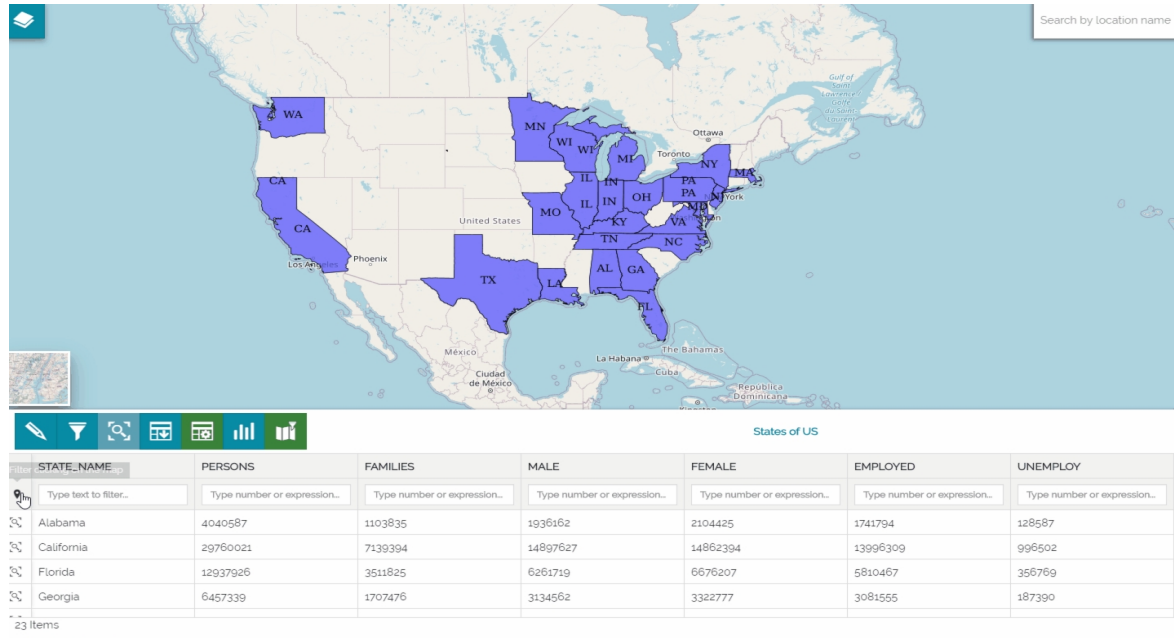 Search by location name
Gulf of
Saint
Lawrence
Golfe
du Saint-
Laurent
WA
MN
Ottawa
WI
WI
MI
Toronto
NY
MA
CA
IL
IN
PA
PA
NJ
York
OH
MO
IL
IN
MD
United States
KY
VA
CA
TN
NC
Phoenix
Los Angeles
TX
LA
AL
GA
FL
México
The Bahamas
La Habana
Cuba
Ciudad
de México
República
Dominicana
Kingston
States of US
STATE_NAME PERSONS FAMILIES MALE FEMALE EMPLOYED UNEMPLOY
Type text to filter... Type number or expression... Type number or expression... Type number or expression... Type number or expression... Type number or expression... Type number or expression...
Alabama 4040587 1103835 1936162 2104425 1741794 128587
California 29760021 7139394 14897627 14862394 13996309 996502
Florida 12937926 3511825 6261719 6676207 5810467 356769
Georgia 6457339 1707476 3134562 3322777 3081555 187390
23 Items